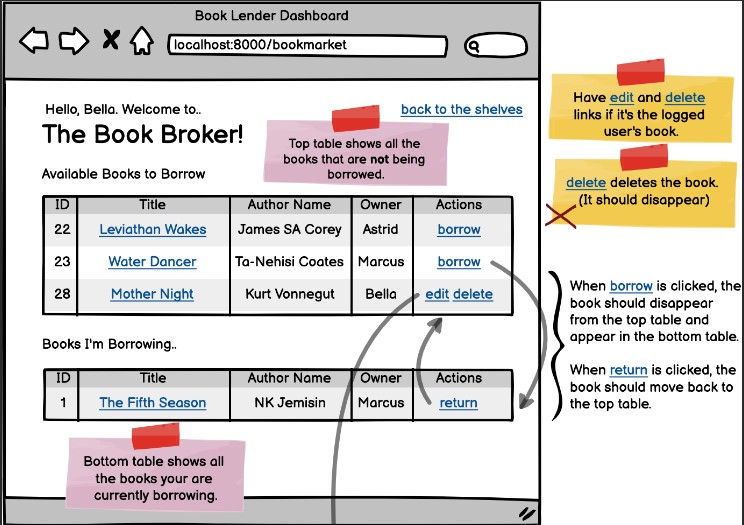 Book Lender Dashboard
localhost:8000/bookmarket
Hello, Bella. Welcome to..
back to the shelves
The Book Broker!
Top table shows all the
books that are not being
borrowed.
Available Books to Borrow
ID Title Author Name Owner Actions
22 Leviathan Wakes James SA Corey Astrid borrow
23 Water Dancer Ta-Nehisi Coates Marcus borrow
28 Mother Night Kurt Vonnegut Bella edit delete
Books I'm Borrowing..
ID Title Author Name Owner Actions
1 The Fifth Season NK Jemisin Marcus return
Bottom table shows all
the books your are
currently borrowing.
Have edit and delete
links if it's the logged
user's book.
delete deletes the book.
(It should disappear)
When borrow is clicked, the
book should disappear
from the top table and
appear in the bottom table.
When return is clicked, the
book should move back to
the top table.